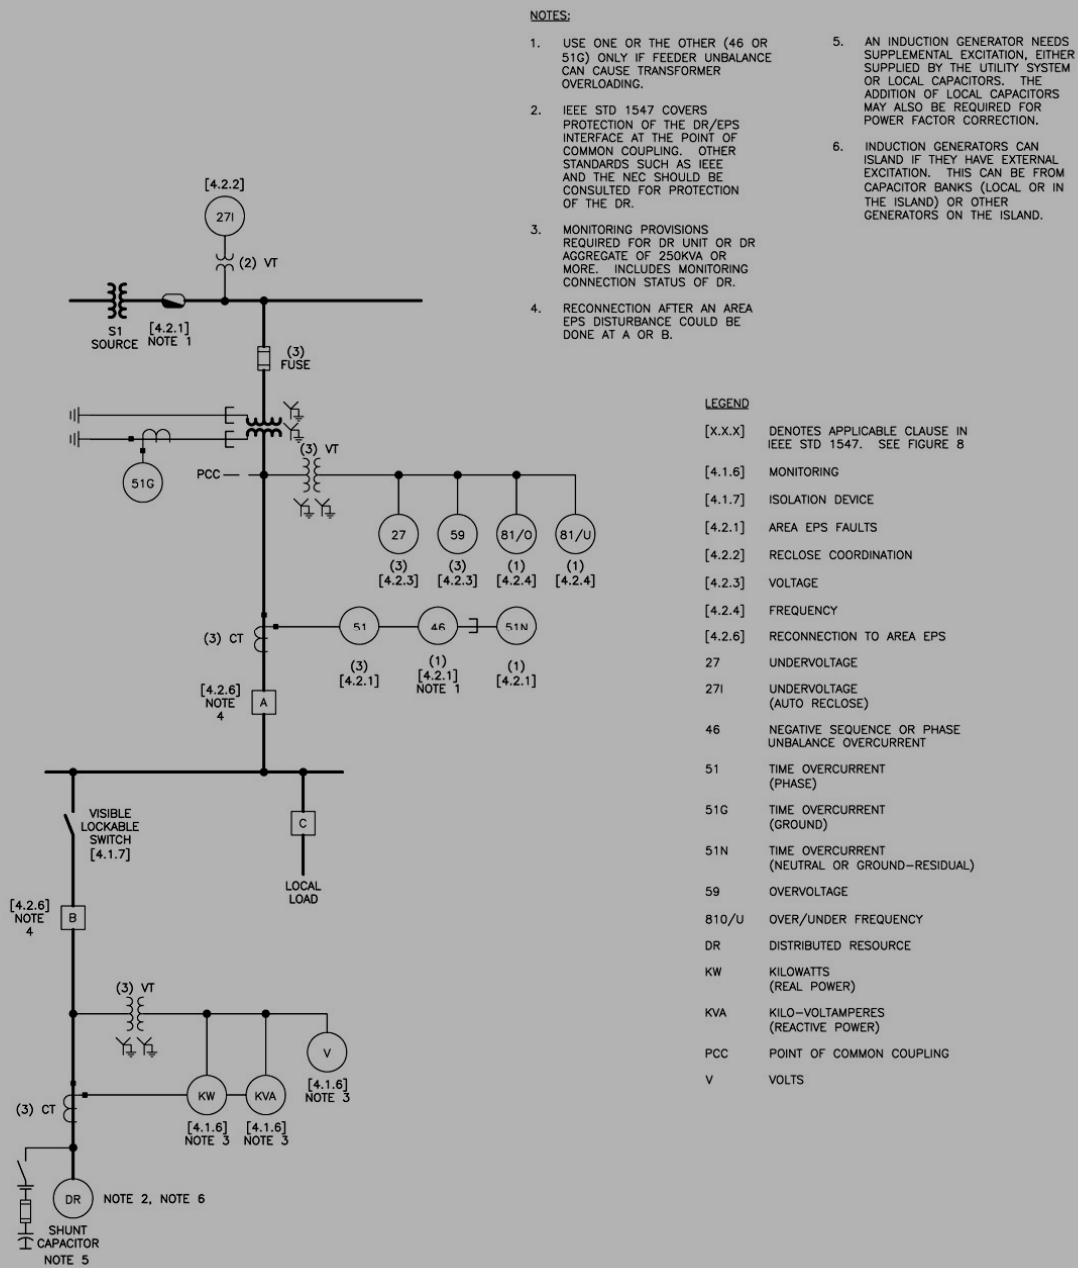 NOTES:
1. USE ONE OR THE OTHER (46 OR
51G) ONLY IF FEEDER UNBALANCE
CAN CAUSE TRANSFORMER
OVERLOADING.
2. IEEE STD 1547 COVERS
PROTECTION OF THE DR/EPS
INTERFACE AT THE POINT OF
COMMON COUPLING. OTHER
STANDARDS SUCH AS IEEE
AND THE NEC SHOULD BE
CONSULTED FOR PROTECTION
OF THE DR.
3. MONITORING PROVISIONS
REQUIRED FOR DR UNIT OR DR
AGGREGATE OF 250KVA OR
MORE. INCLUDES MONITORING
CONNECTION STATUS OF DR.
4. RECONNECTION AFTER AN AREA
EPS DISTURBANCE COULD BE
DONE AT A OR B.
5. AN INDUCTION GENERATOR NEEDS
SUPPLEMENTAL EXCITATION, EITHER
SUPPLIED BY THE UTILITY SYSTEM
OR LOCAL CAPACITORS. THE
ADDITION OF LOCAL CAPACITORS
MAY ALSO BE REQUIRED FOR
POWER FACTOR CORRECTION.
6. INDUCTION GENERATORS CAN
ISLAND IF THEY HAVE EXTERNAL
EXCITATION. THIS CAN BE FROM
CAPACITOR BANKS (LOCAL OR IN
THE ISLAND) OR OTHER
GENERATORS ON THE ISLAND.
[4.2.2]
27I
(2) VT
S1
SOURCE
[4.2.1]
NOTE 1
(3)
FUSE
51G
PCC
(3) VT
27
59
81/O
81/U
(3)
[4.2.3]
(3)
[4.2.3]
(1)
[4.2.4]
(1)
[4.2.4]
(3) CT
51
46
51N
(3)
[4.2.1]
(1)
[4.2.1]
NOTE 1
(1)
[4.2.1]
[4.2.6]
NOTE
4
A
VISIBLE
LOCKABLE
SWITCH
[4.1.7]
C
LOCAL
LOAD
[4.2.6]
NOTE
4
B
(3) VT
V
[4.1.6]
NOTE 3
(3) CT
KW
KVA
[4.1.6]
NOTE 3
[4.1.6]
NOTE 3
DR
NOTE 2, NOTE 6
SHUNT
CAPACITOR
NOTE 5
LEGEND
[X.X.X] DENOTES APPLICABLE CLAUSE IN
IEEE STD 1547. SEE FIGURE 8
[4.1.6] MONITORING
[4.1.7] ISOLATION DEVICE
[4.2.1] AREA EPS FAULTS
[4.2.2] RECLOSE COORDINATION
[4.2.3] VOLTAGE
[4.2.4] FREQUENCY
[4.2.6] RECONNECTION TO AREA EPS
27 UNDERVOLTAGE
27I UNDERVOLTAGE
(AUTO RECLOSE)
46 NEGATIVE SEQUENCE OR PHASE
UNBALANCE OVERCURRENT
51 TIME OVERCURRENT
(PHASE)
51G TIME OVERCURRENT
(GROUND)
51N TIME OVERCURRENT
(NEUTRAL OR GROUND-RESIDUAL)
59 OVERVOLTAGE
81O/U OVER/UNDER FREQUENCY
DR DISTRIBUTED RESOURCE
KW KILOWATTS
(REAL POWER)
KVA KILO-VOLTAMPERES
(REACTIVE POWER)
PCC POINT OF COMMON COUPLING
V VOLTS